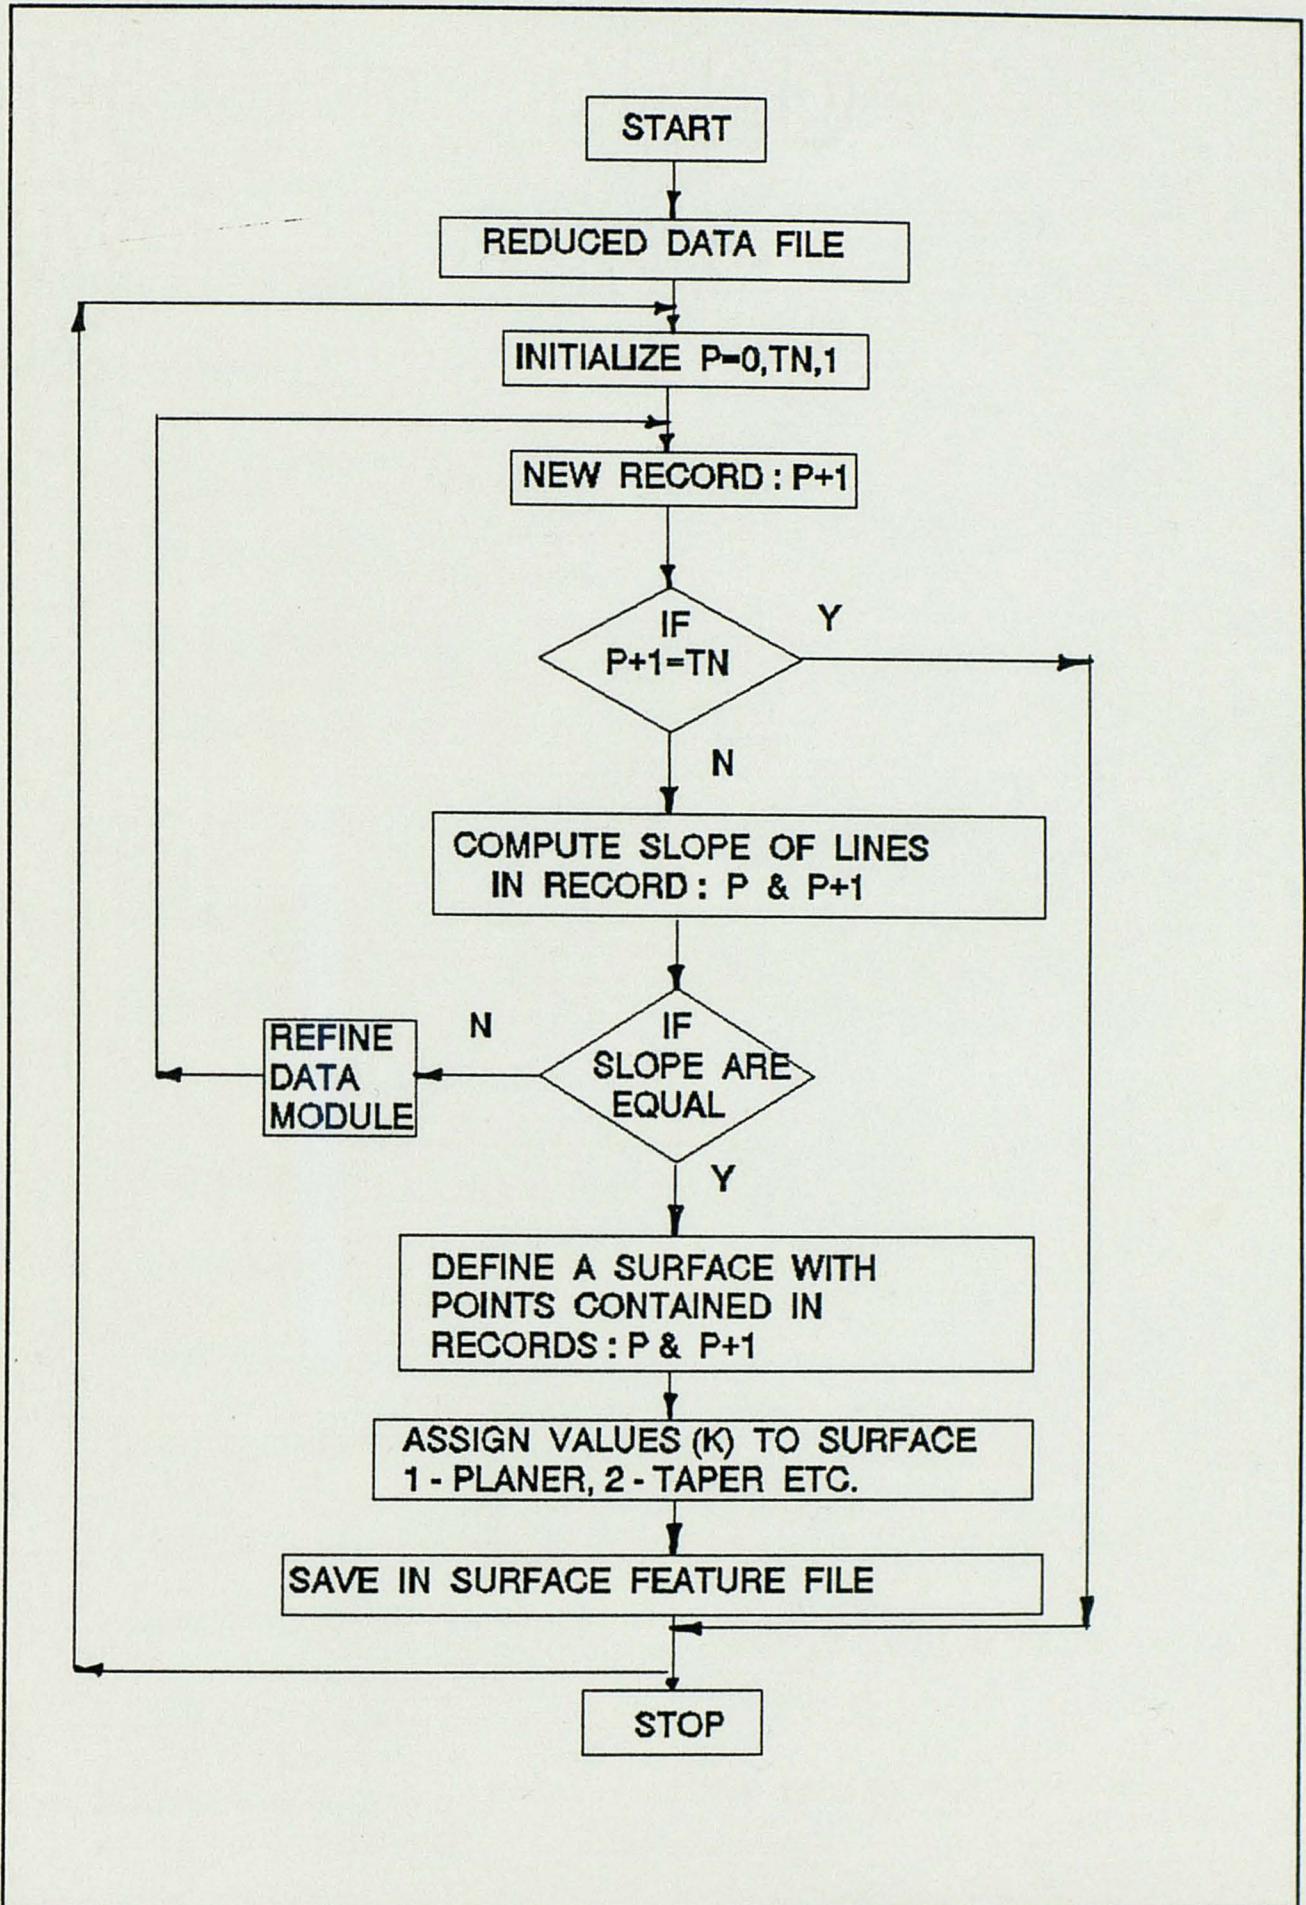 START
REDUCED DATA FILE
INITIALIZE P=0,TN,1
NEW RECORD : P+1
IF
P+1=TN
Y
N
COMPUTE SLOPE OF LINES
IN RECORD : P & P+1
IF
SLOPE ARE
EQUAL
N
REFINE
DATA
MODULE
Y
DEFINE A SURFACE WITH
POINTS CONTAINED IN
RECORDS : P & P+1
ASSIGN VALUES (K) TO SURFACE
1 - PLANER, 2 - TAPER ETC.
SAVE IN SURFACE FEATURE FILE
STOP